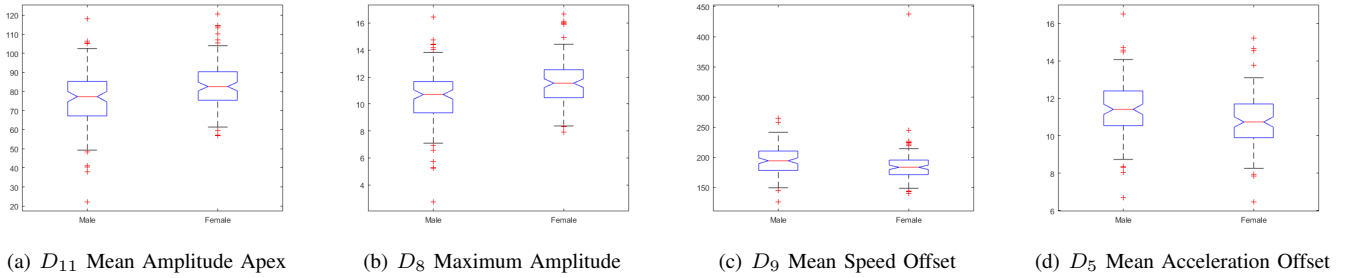 120
110
100
90
80
70
60
50
40
30
20
Male
Female
(a) D11 Mean Amplitude Apex
16
14
12
10
8
6
4
Male
Female
(b) D8 Maximum Amplitude
450
400
350
300
250
200
150
Male
Female
(c) D9 Mean Speed Offset
16
14
12
10
8
6
Male
Female
(d) D5 Mean Acceleration Offset